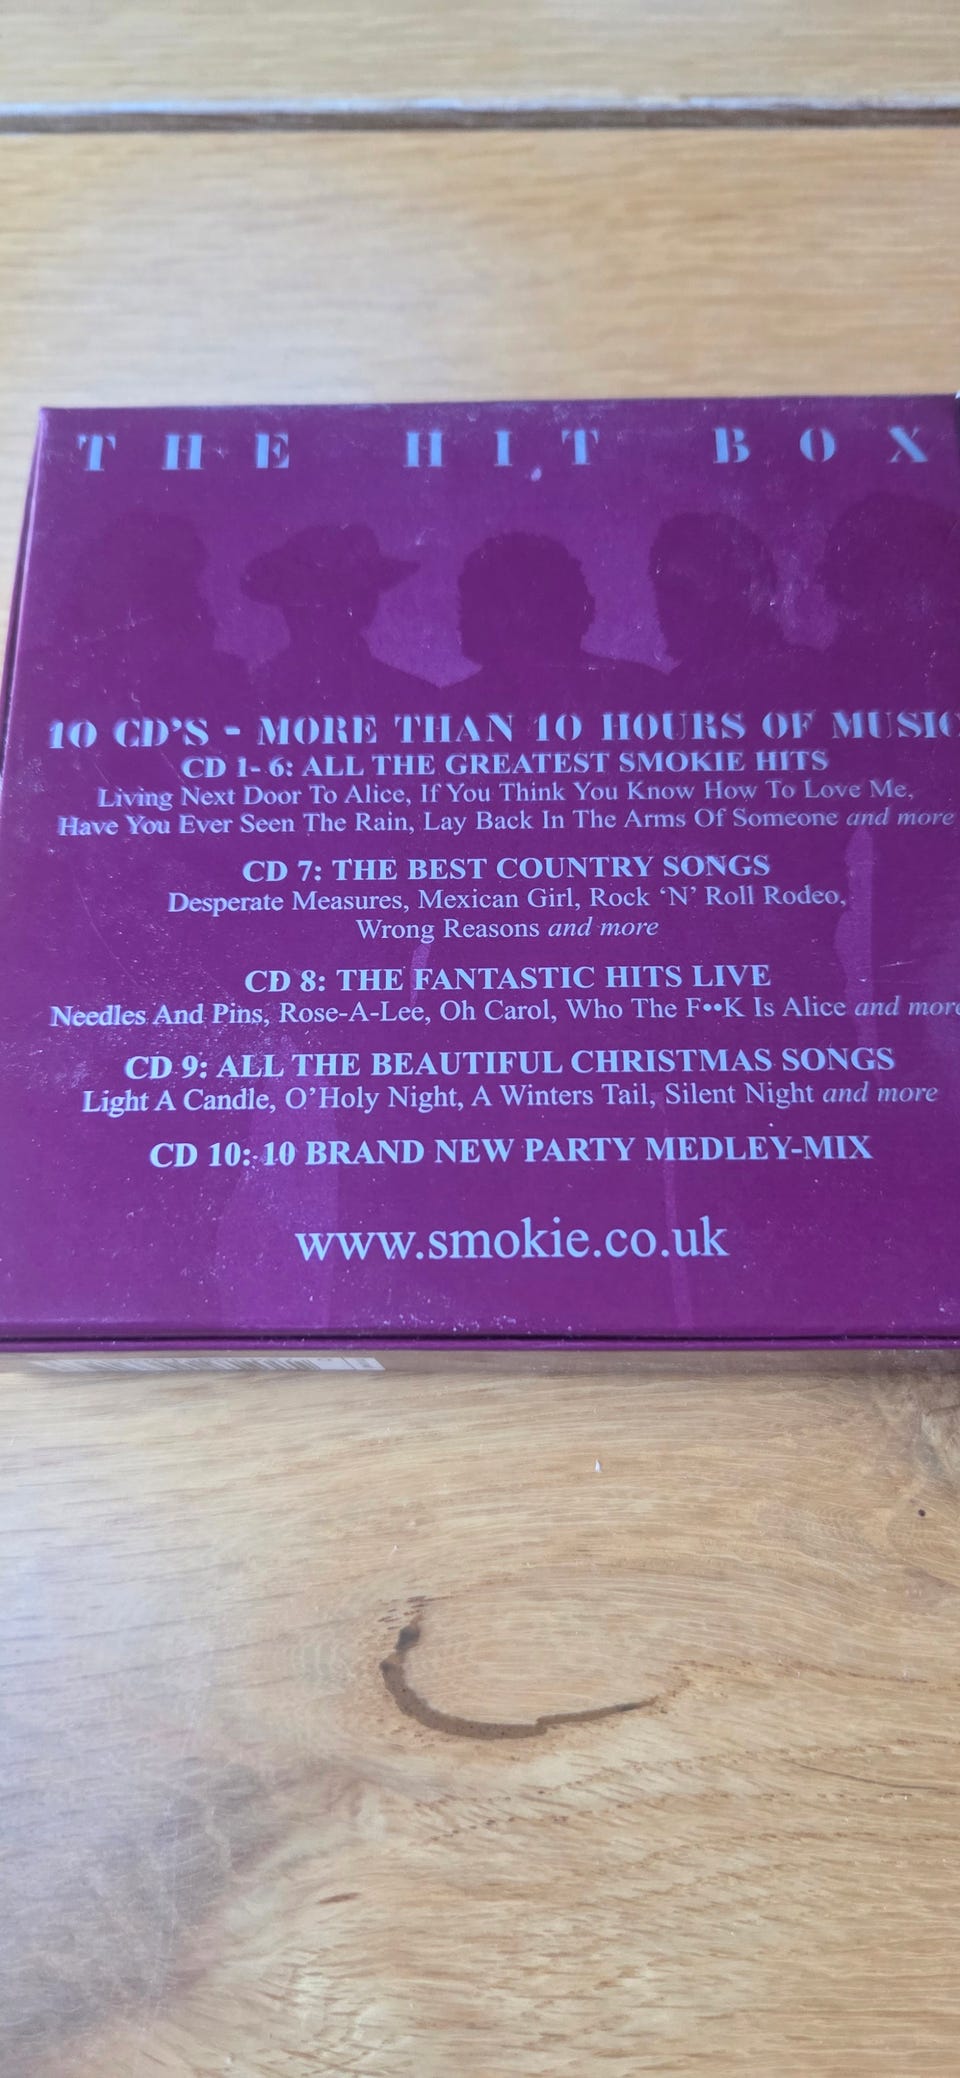 THE HIT BOX
10 CD'S - MORE THAN 10 HOURS OF MUSIC
CD 1- 6: ALL THE GREATEST SMOKIE HITS
Living Next Door To Alice, If You Think You Know How To Love Me,
Have You Ever Seen The Rain, Lay Back In The Arms Of Someone and more
CD 7: THE BEST COUNTRY SONGS
Desperate Measures, Mexican Girl, Rock ‘N’ Roll Rodeo,
Wrong Reasons and more
CD 8: THE FANTASTIC HITS LIVE
Needles And Pins, Rose-A-Lee, Oh Carol, Who The F••K Is Alice and more
CD 9: ALL THE BEAUTIFUL CHRISTMAS SONGS
Light A Candle, O’Holy Night, A Winters Tail, Silent Night and more
CD 10: 10 BRAND NEW PARTY MEDLEY-MIX
www.smokie.co.uk